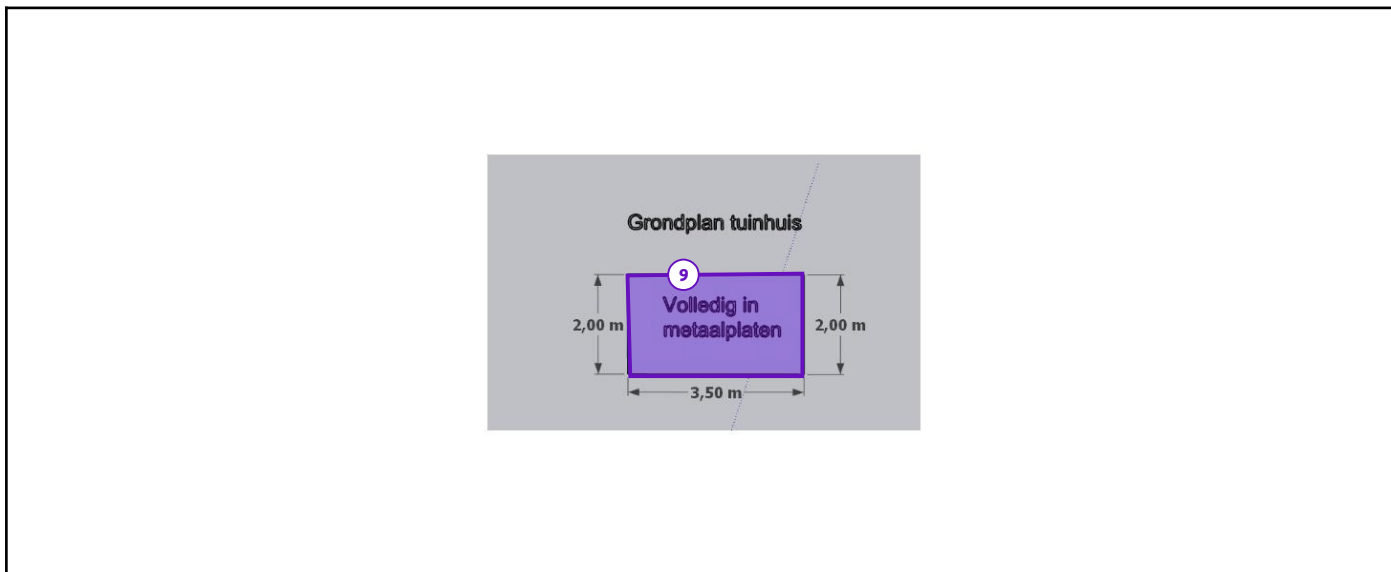 Grondplan tuinhuis
9
Volledig in
metaalplaten
2,00 m
2,00 m
3,50 m